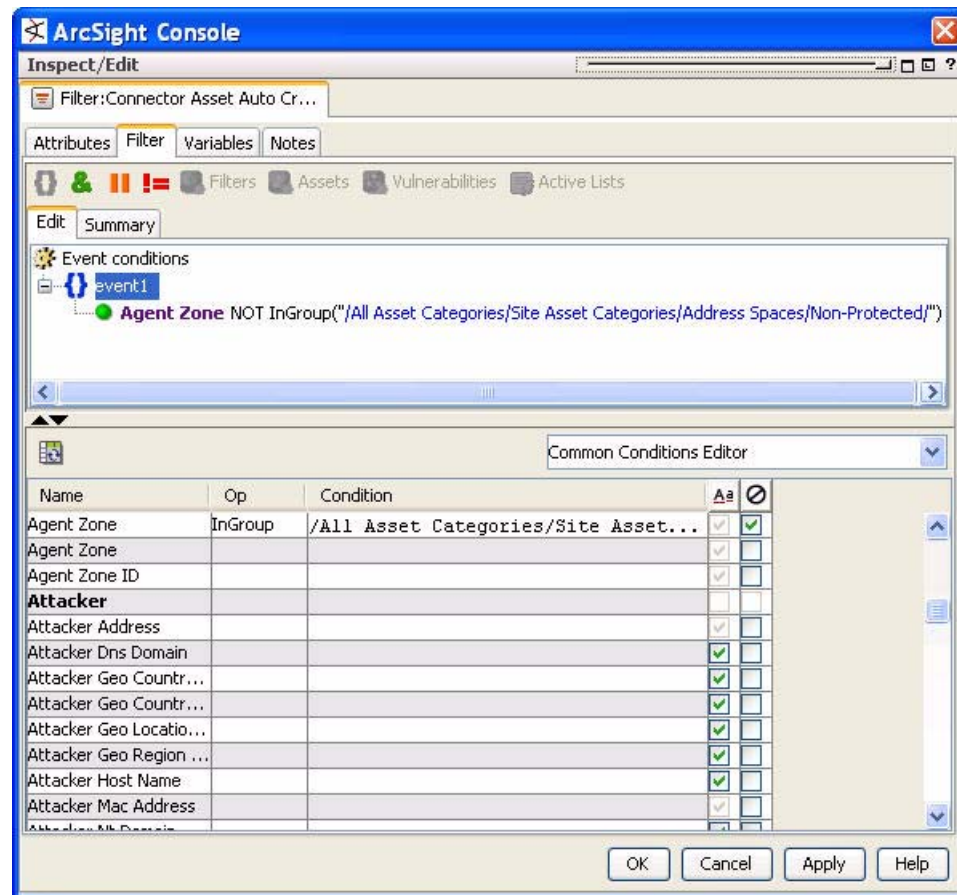 ArcSight Console
Inspect/Edit
?
Filter:Connector Asset Auto Cr...
Attributes Filter Variables Notes
{} & || != Filters Assets Vulnerabilities Active Lists
Edit Summary
Event conditions
{} event1
Agent Zone NOT InGroup("/All Asset Categories/Site Asset Categories/Address Spaces/Non-Protected/")
Common Conditions Editor
Name Op Condition Aa
Agent Zone InGroup /All Asset Categories/Site Asset...
Agent Zone
Agent Zone ID
Attacker
Attacker Address
Attacker Dns Domain
Attacker Geo Countr...
Attacker Geo Countr...
Attacker Geo Locatio...
Attacker Geo Region ...
Attacker Host Name
Attacker Mac Address
OK Cancel Apply Help